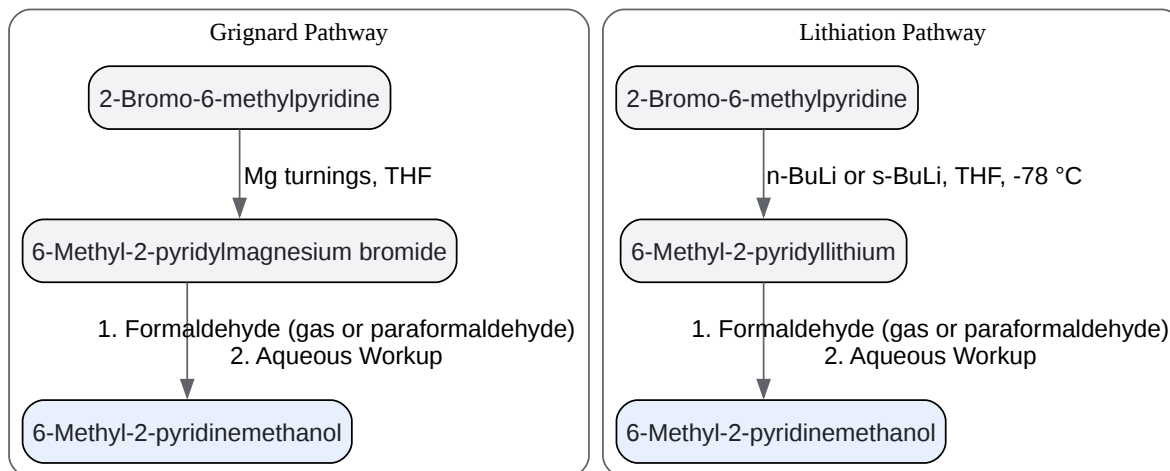 Grignard Pathway
2-Bromo-6-methylpyridine
Mg turnings, THF
6-Methyl-2-pyridylmagnesium bromide
1. Formaldehyde (gas or paraformaldehyde)
2. Aqueous Workup
6-Methyl-2-pyridinemethanol
Lithiation Pathway
2-Bromo-6-methylpyridine
n-BuLi or s-BuLi, THF, -78 °C
6-Methyl-2-pyridyllithium
1. Formaldehyde (gas or paraformaldehyde)
2. Aqueous Workup
6-Methyl-2-pyridinemethanol